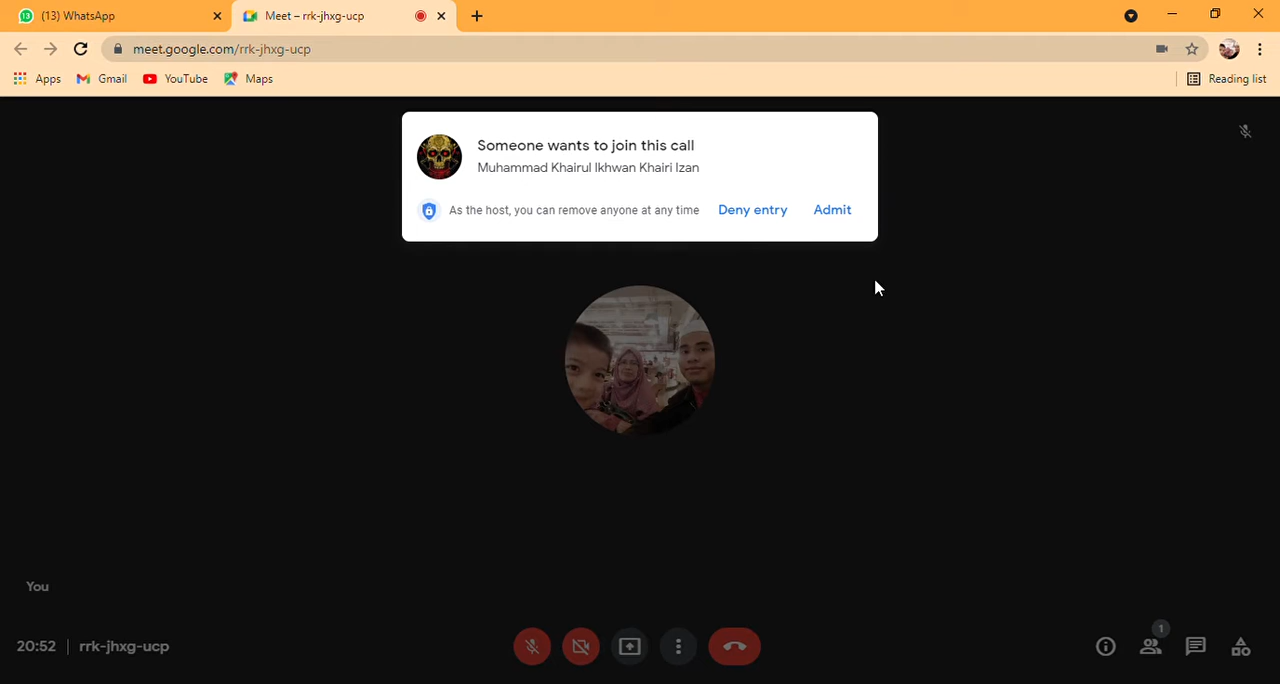 (13) WhatsApp
Meet – rrk-jhxg-ucp
meet.google.com/rrk-jhxg-ucp
Apps
Gmail
YouTube
Maps
Reading list
Someone wants to join this call
Muhammad Khairul Ikhwan Khairi Izan
As the host, you can remove anyone at any time
Deny entry
Admit
You
20:52 | rrk-jhxg-ucp
1